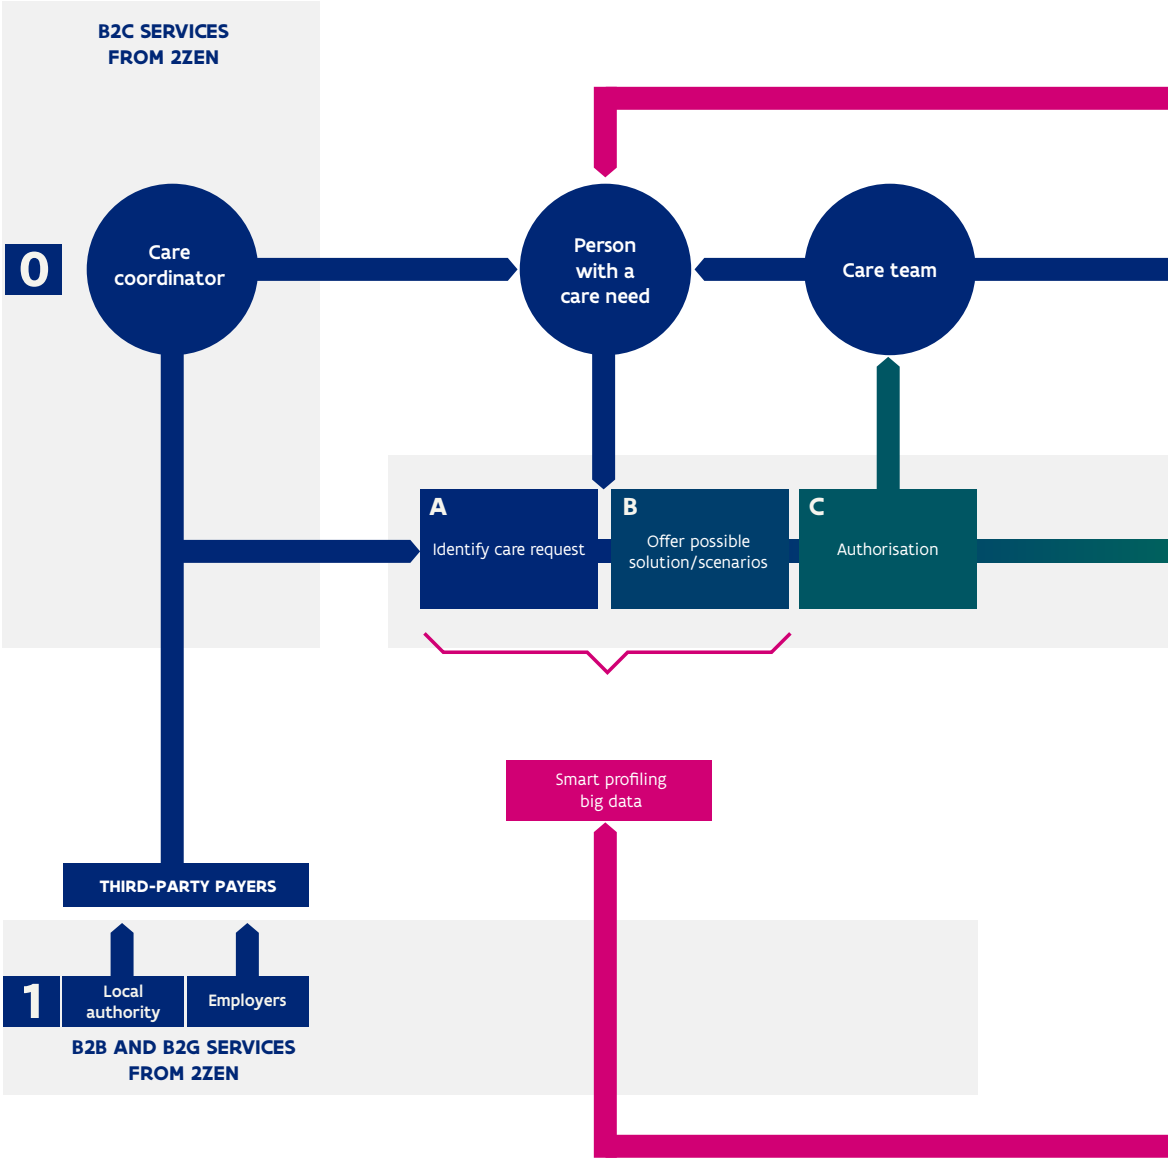 B2C SERVICES
FROM 2ZEN
0
Care
coordinator
Person
with a
care need
Care team
A
Identify care request
B
Offer possible
solution/scenarios
C
Authorisation
Smart profiling
big data
THIRD-PARTY PAYERS
1
Local
authority
Employers
B2B AND B2G SERVICES
FROM 2ZEN